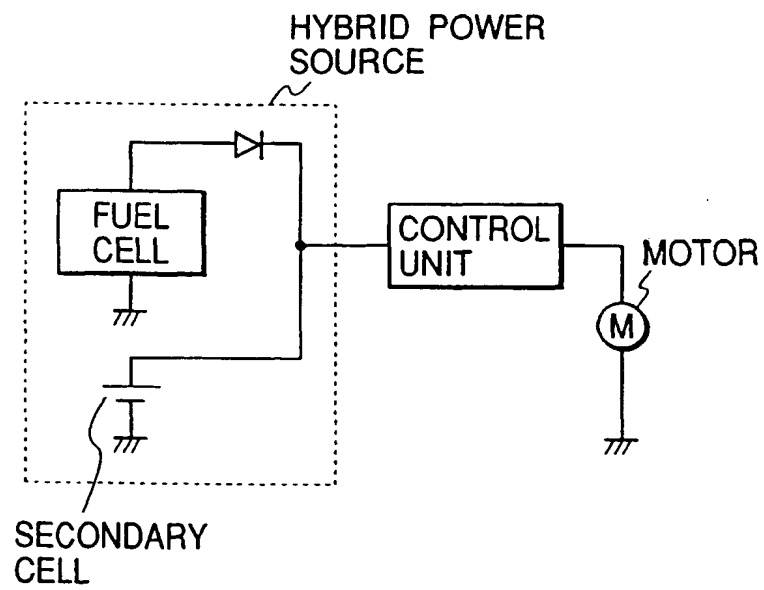 HYBRID POWER
SOURCE
FUEL
CELL
CONTROL
UNIT
MOTOR
M
SECONDARY
CELL